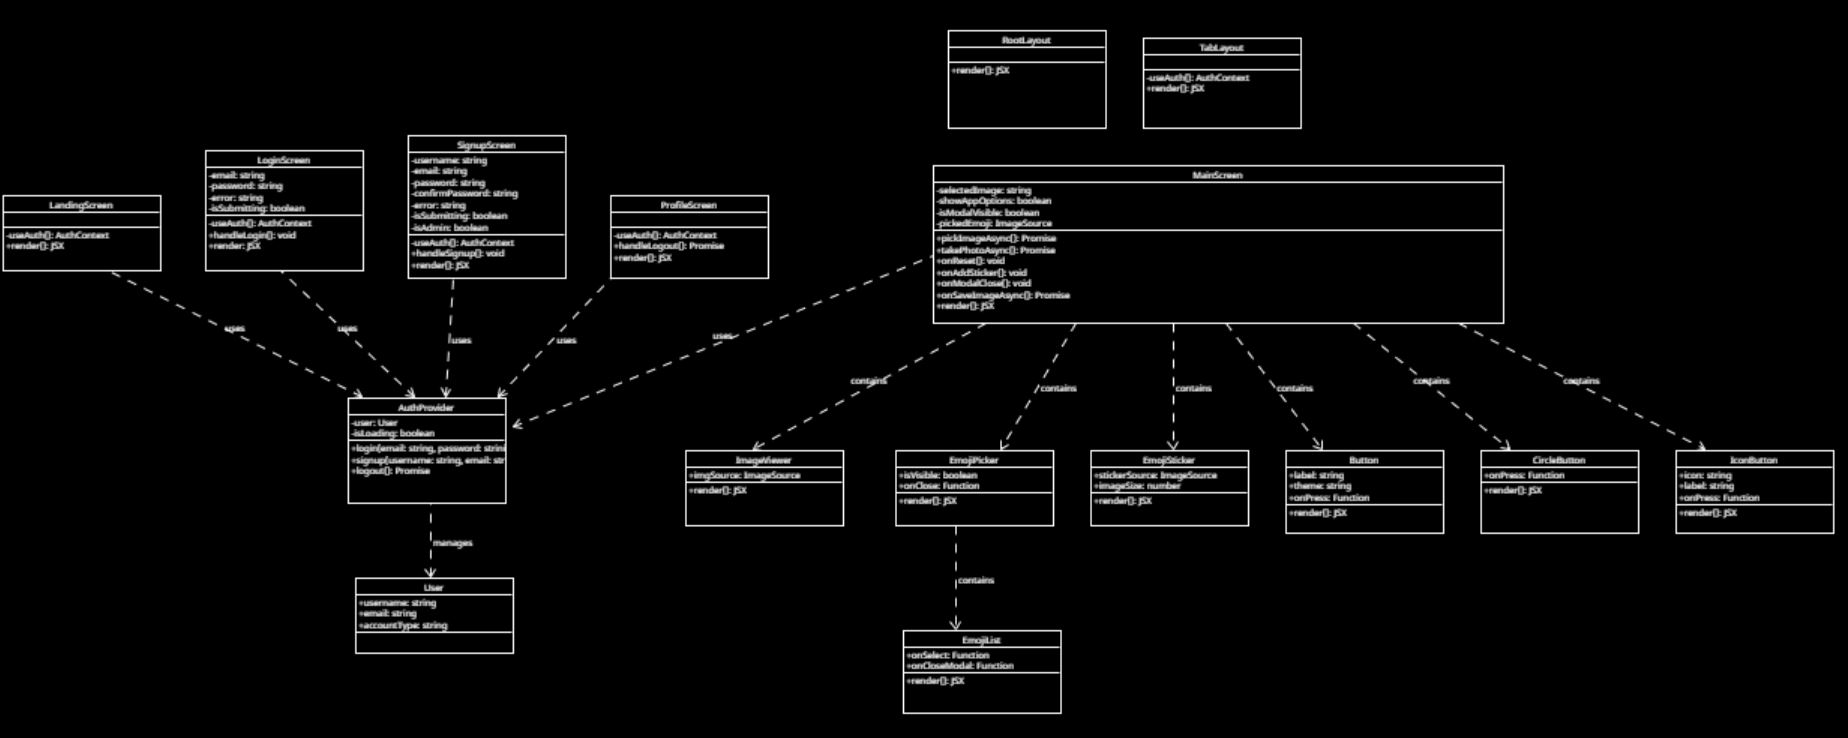 RootLayout
+render(): JSX
TabLayout
-useAuth(): AuthContext
+render(): JSX
LandingScreen
-useAuth(): AuthContext
+render(): JSX
LoginScreen
-email: string
-password: string
-error: string
-isSubmitting: boolean
-useAuth(): AuthContext
+handleLogin(): void
+render: JSX
SignupScreen
-username: string
-email: string
-password: string
-confirmPassword: string
-error: string
-isSubmitting: boolean
-isAdmin: boolean
-useAuth(): AuthContext
+handleSignup(): void
+render(): JSX
ProfileScreen
-useAuth(): AuthContext
+handleLogout(): Promise
+render(): JSX
MainScreen
-selectedImage: string
-showAppOptions: boolean
-isModalVisible: boolean
-pickedEmoji: ImageSource
+pickImageAsync(): Promise
+takePhotoAsync(): Promise
+onReset(): void
+onAddSticker(): void
+onModalClose(): void
+onSaveImageAsync(): Promise
+render(): JSX
uses
uses
uses
uses
uses
contains
contains
contains
contains
contains
contains
AuthProvider
-user: User
-isLoading: boolean
+login(email: string, password: strin
+signup(username: string, email: str
+logout(): Promise
ImageViewer
+imgSource: ImageSource
+render(): JSX
EmojiPicker
+isVisible: boolean
+onClose: Function
+render(): JSX
EmojiSticker
+stickerSource: ImageSource
+imageSize: number
+render(): JSX
Button
+label: string
+theme: string
+onPress: Function
+render(): JSX
CircleButton
+onPress: Function
+render(): JSX
IconButton
+icon: string
+label: string
+onPress: Function
+render(): JSX
manages
contains
User
+username: string
+email: string
+accountType: string
EmojiList
+onSelect: Function
+onCloseModal: Function
+render(): JSX